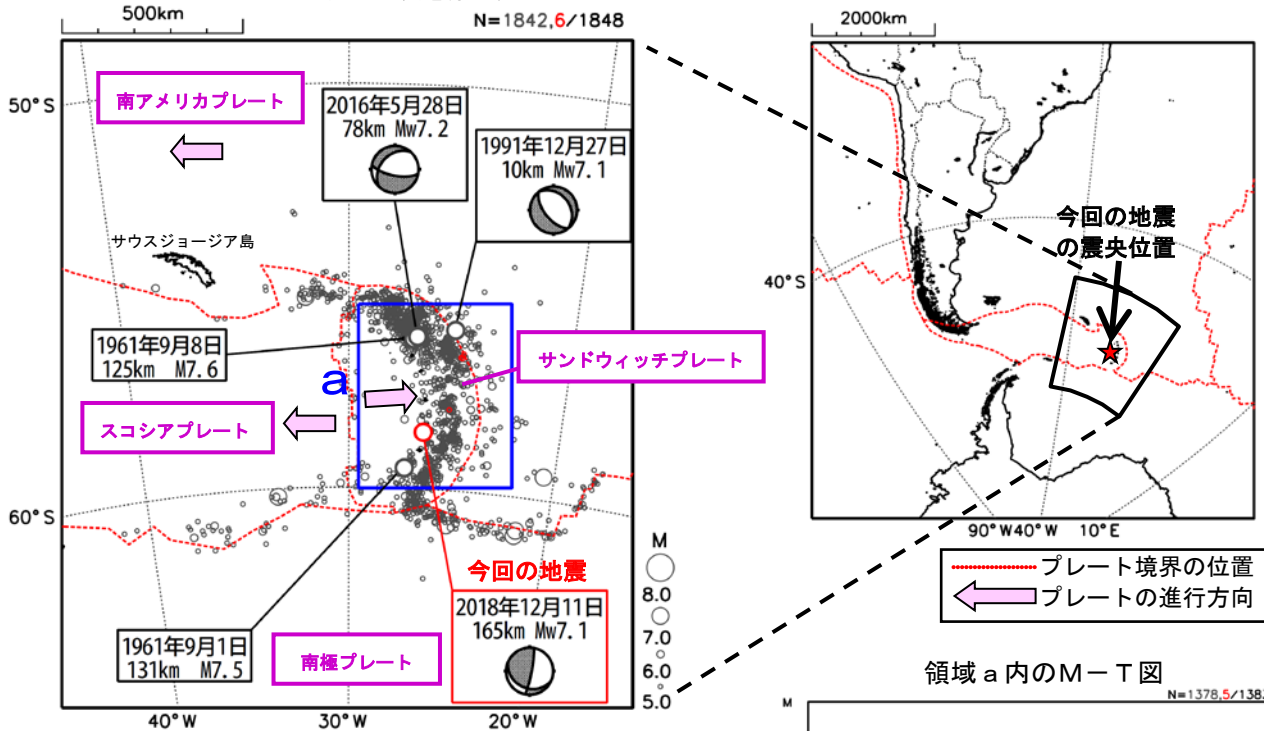 500km
N=1842,6/1848
50°S
60°S
40°W
30°W
20°W
南アメリカプレート
2016年5月28日
78km Mw7.2
1991年12月27日
10km Mw7.1
サウスジョージア島
1961年9月8日
125km M7.6
a
サンドウィッチプレート
スコシアプレート
今回の地震
2018年12月11日
165km Mw7.1
1961年9月1日
131km M7.5
南極プレート
M
8.0
7.0
6.0
5.0
2000km
今回の地震
の震央位置
40°S
90°W
40°W
10°E
プレート境界の位置
プレートの進行方向
領域a内のM-T図
M